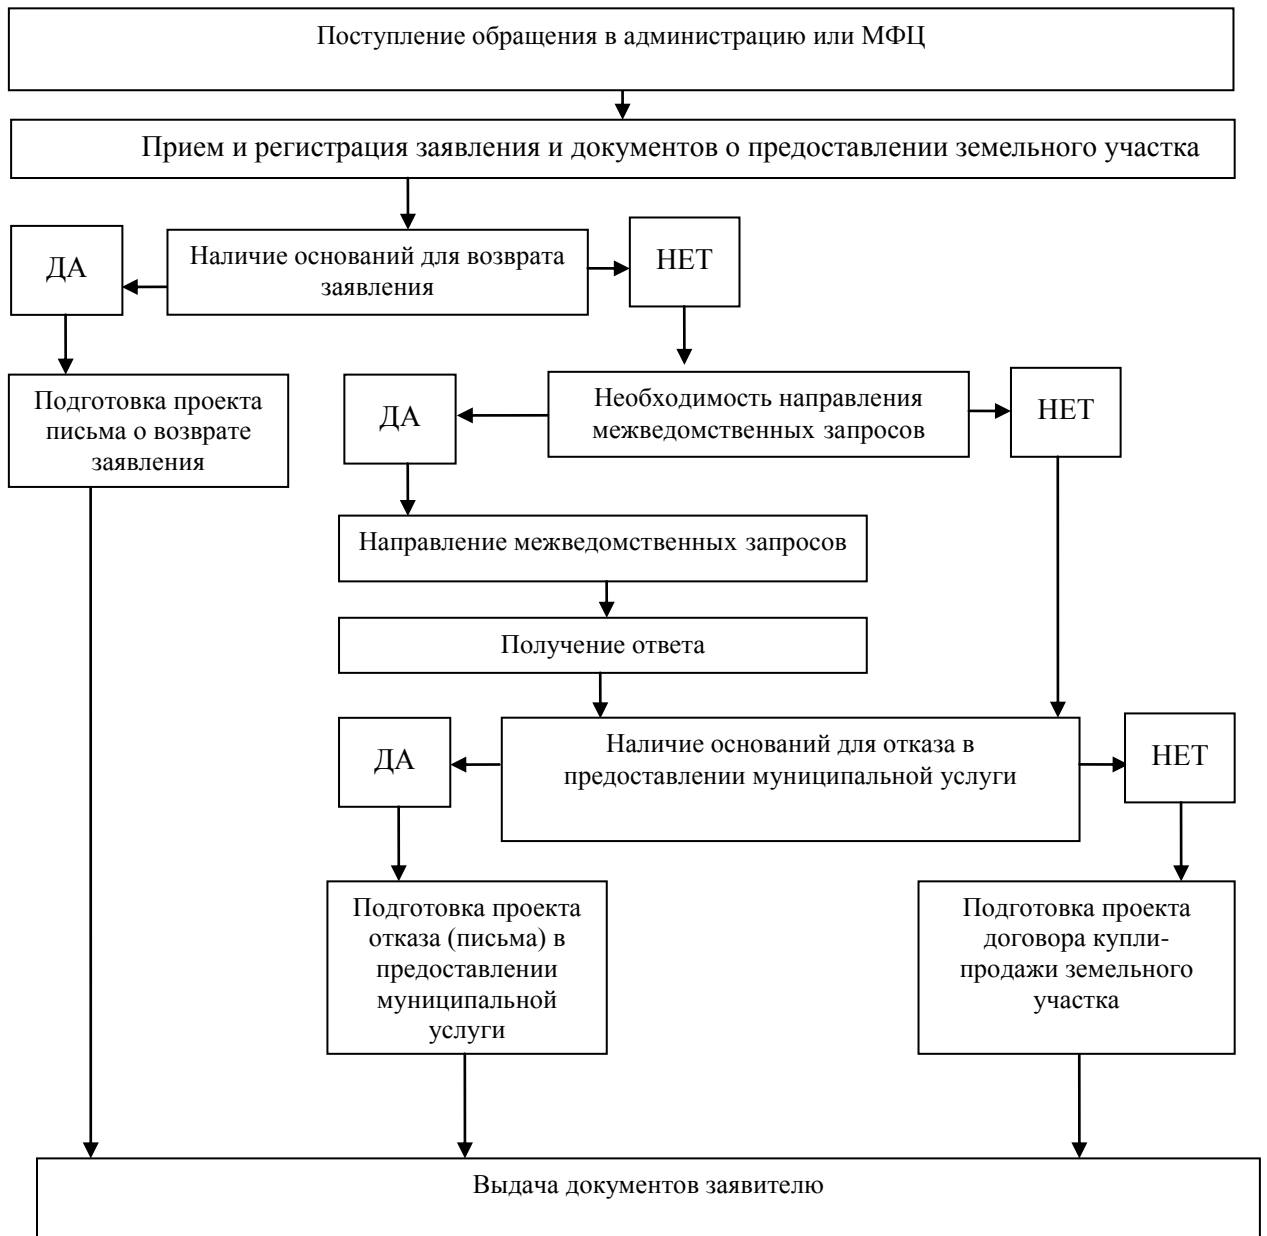 Поступление обращения в администрацию или МФЦ
Прием и регистрация заявления и документов о предоставлении земельного участка
ДА
Наличие оснований для возврата
заявления
НЕТ
Подготовка проекта
письма о возврате
заявления
ДА
Необходимость направления
межведомственных запросов
НЕТ
Направление межведомственных запросов
Получение ответа
ДА
Наличие оснований для отказа в
предоставлении муниципальной услуги
НЕТ
Подготовка проекта
отказа (письма) в
предоставлении
муниципальной
услуги
Подготовка проекта
договора купли-
продажи земельного
участка
Выдача документов заявителю